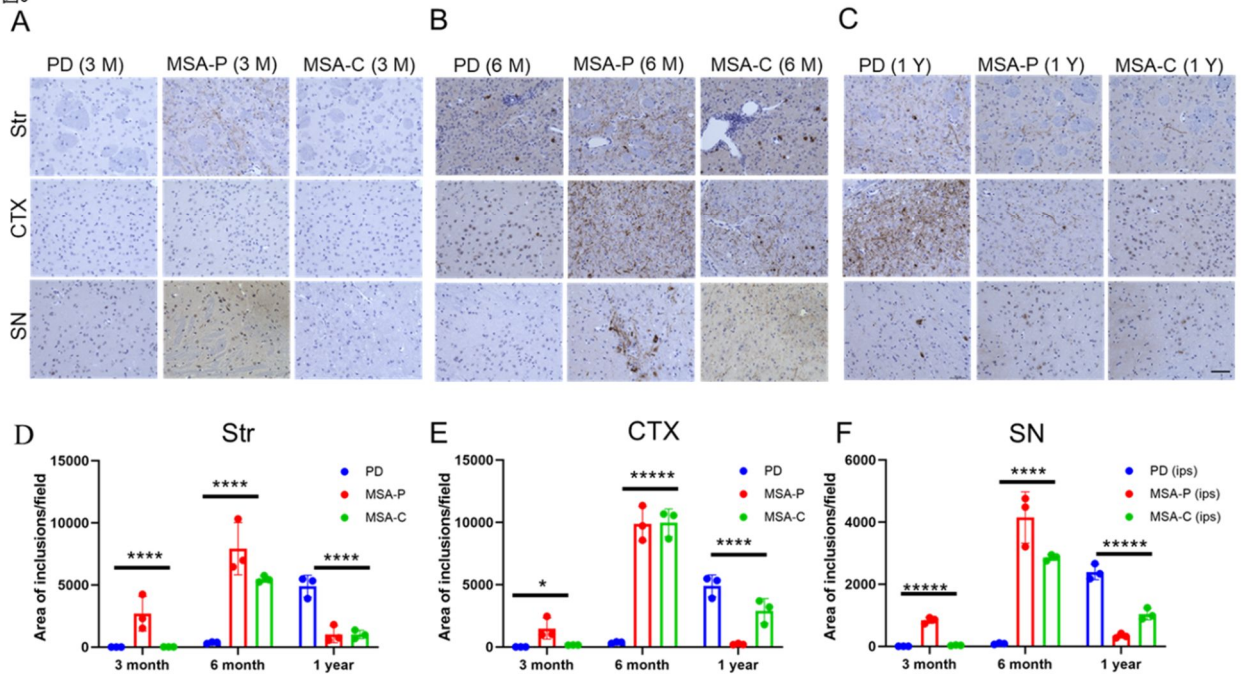 A
B
C
PD (3 M) MSA-P (3 M) MSA-C (3 M)
PD (6 M) MSA-P (6 M) MSA-C (6 M)
PD (1 Y) MSA-P (1 Y) MSA-C (1 Y)
Str
CTX
SN
D
Str
Area of inclusions/field
15000
10000
5000
0
****
****
****
PD
MSA-P
MSA-C
3 month 6 month 1 year
E
CTX
Area of inclusions/field
15000
10000
5000
0
*
*****
****
PD
MSA-P
MSA-C
3 month 6 month 1 year
F
SN
Area of inclusions/field
6000
4000
2000
0
*****
****
*****
PD (ips)
MSA-P (ips)
MSA-C (ips)
3 month 6 month 1 year